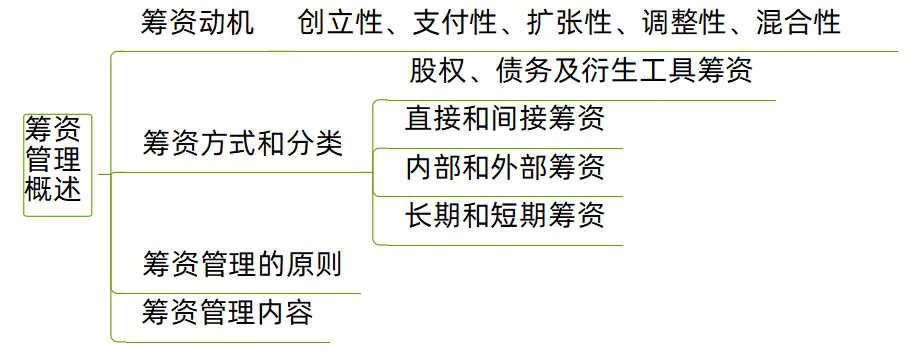 筹资动机 创立性、支付性、扩张性、调整性、混合性
股权、债务及衍生工具筹资
筹资
管理
概述
直接和间接筹资
筹资方式和分类
内部和外部筹资
长期和短期筹资
筹资管理的原则
筹资管理内容